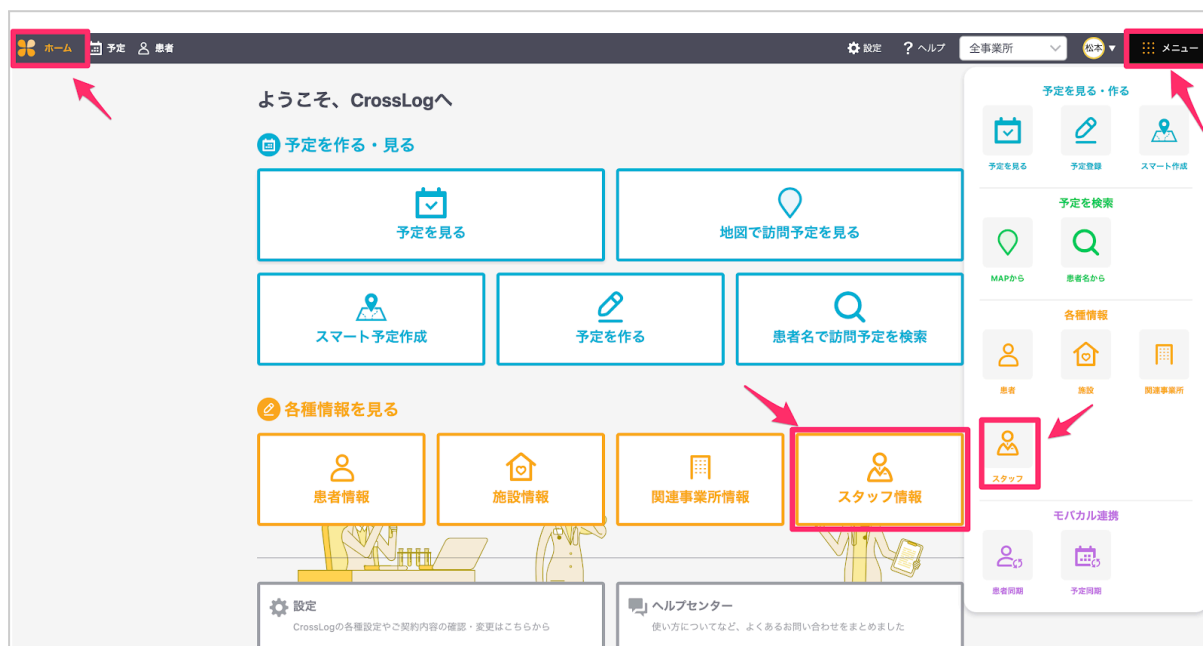 ホーム 予定 患者 設定 ? ヘルプ 全事業所 松本 メニュー
ようこそ、CrossLogへ
予定を作る・見る
予定を見る 地図で訪問予定を見る
スマート予定作成 予定を作る 患者名で訪問予定を検索
各種情報を見る
患者情報 施設情報 関連事業所情報 スタッフ情報
設定
CrossLogの各種設定やご契約内容の確認・変更はこちらから
ヘルプセンター
使い方についてなど、よくあるお問い合わせをまとめました
予定を見る・作る
予定を見る 予定登録 スマート作成
予定を検索
MAPから 患者名から
各種情報
患者 施設 関連事業所
スタッフ
モバカル連携
患者同期 予定同期